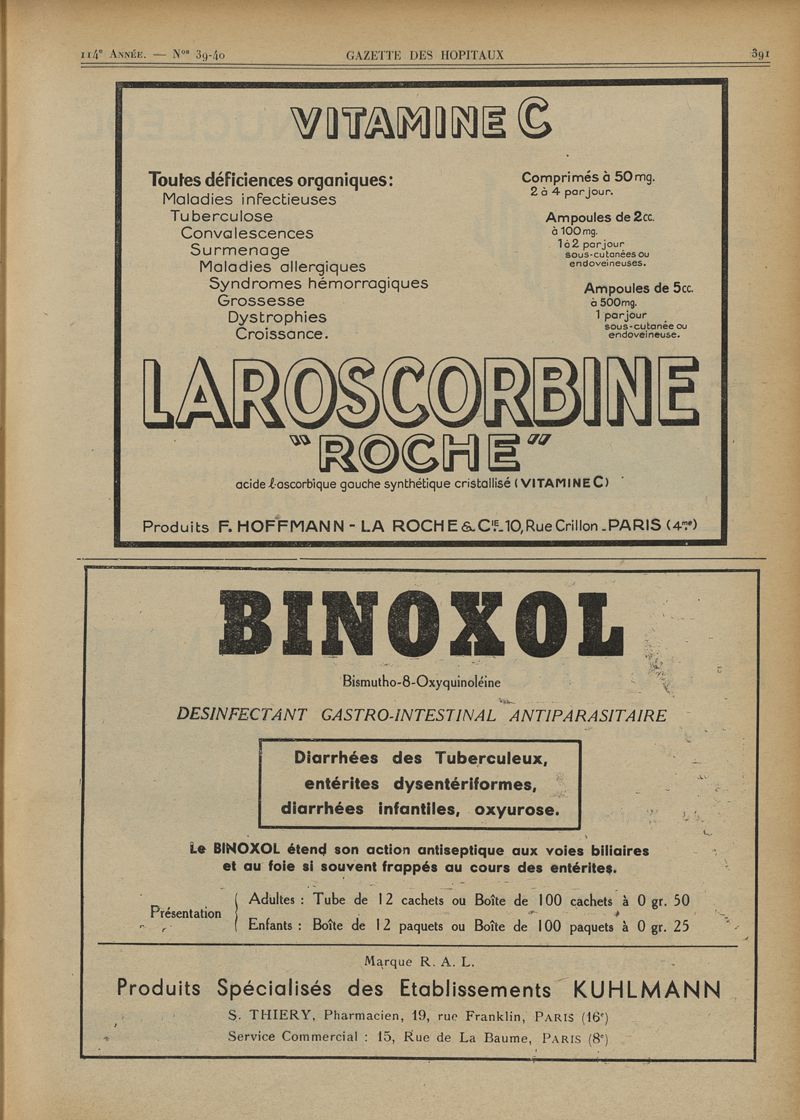 114e ANNÉE. — Nos 39-40 GAZETTE DES HOPITAUX 391
VITAMINE C
Toutes déficiences organiques:
Maladies infectieuses
Tuberculose
Convalescences
Surmenage
Maladies allergiques
Syndromes hémorragiques
Grossesse
Dystrophies
Croissance.
Comprimés à 50 mg.
2 à 4 par jour.
Ampoules de 2cc.
à 100mg.
1 à 2 par jour
sous-cutanées ou
endoveineuses.
Ampoules de 5cc.
à 500mg.
1 par jour
sous-cutanée ou
endoveineuse.
LAROSCORBINE
"ROCHE"
acide l-ascorbique gauche synthétique cristallisé (VITAMINE C)
Produits F. HOFFMANN - LA ROCHE & CIE. 10, Rue Crillon. PARIS (4me)
BINOXOL
Bismutho-8-Oxyquinoléine
DESINFECTANT GASTRO-INTESTINAL ANTIPARASITAIRE
Diarrhées des Tuberculeux,
entérites dysentériformes,
diarrhées infantiles, oxyurose.
Le BINOXOL étend son action antiseptique aux voies biliaires
et au foie si souvent frappés au cours des entérites.
Présentation
Adultes : Tube de 12 cachets ou Boîte de 100 cachets à 0 gr. 50
Enfants : Boîte de 12 paquets ou Boîte de 100 paquets à 0 gr. 25
Marque R. A. L.
Produits Spécialisés des Etablissements KUHLMANN
S. THIERY, Pharmacien, 19, rue Franklin, PARIS (16e)
Service Commercial : 15, Rue de La Baume, PARIS (8e)